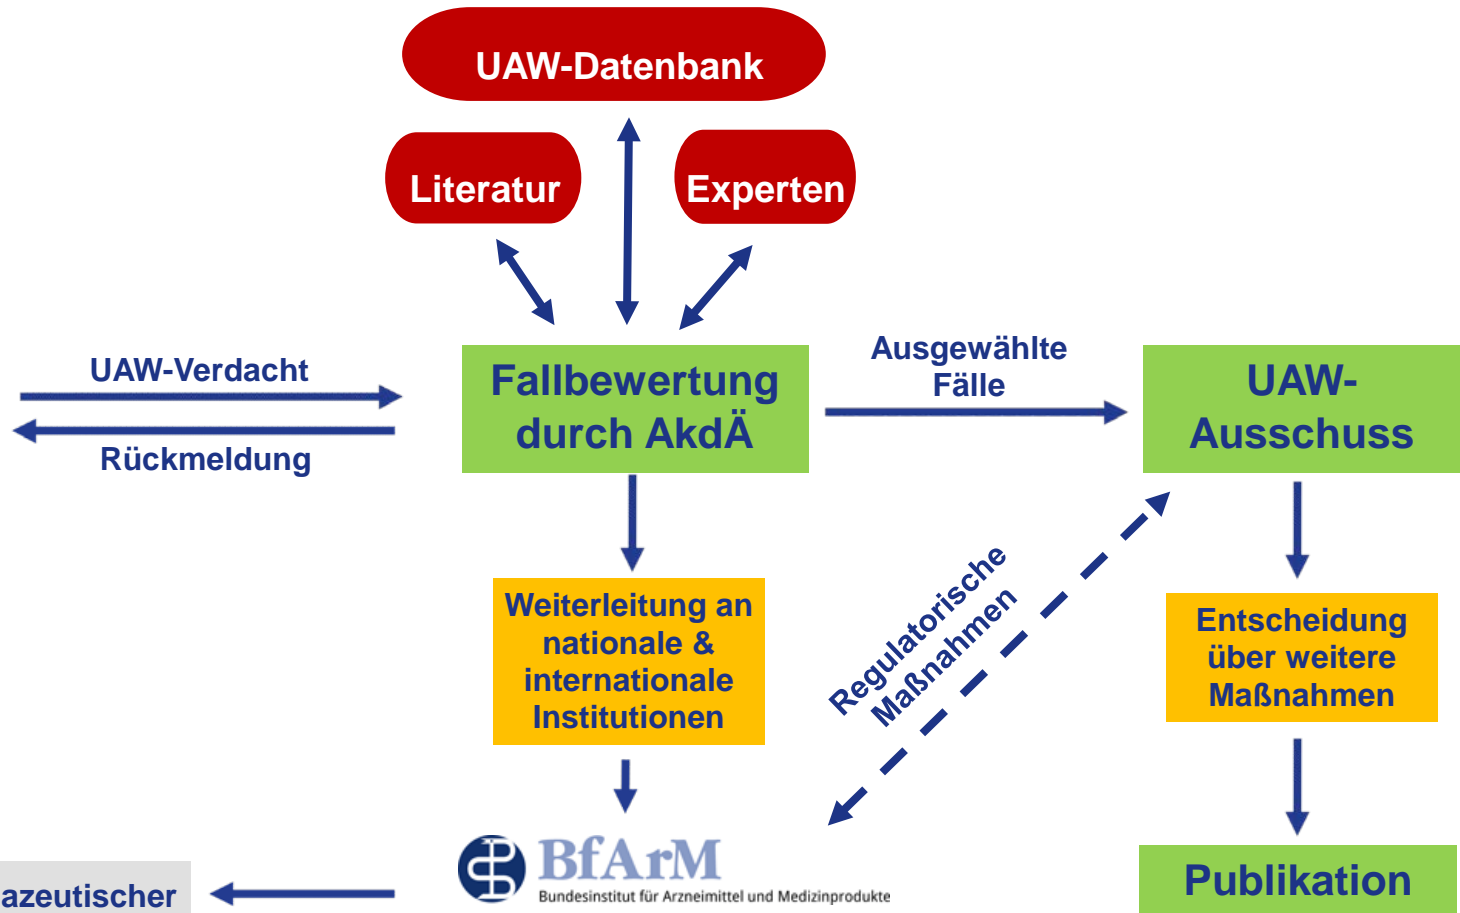 UAW-Datenbank
Literatur
Experten
UAW-Verdacht
Rückmeldung
Fallbewertung
durch AkdÄ
Ausgewählte
Fälle
UAW-
Ausschuss
Weiterleitung an
nationale &
internationale
Institutionen
Regulatorische
Maßnahmen
Entscheidung
über weitere
Maßnahmen
BfArM
Bundesinstitut für Arzneimittel und Medizinprodukte
azeutischer
Publikation